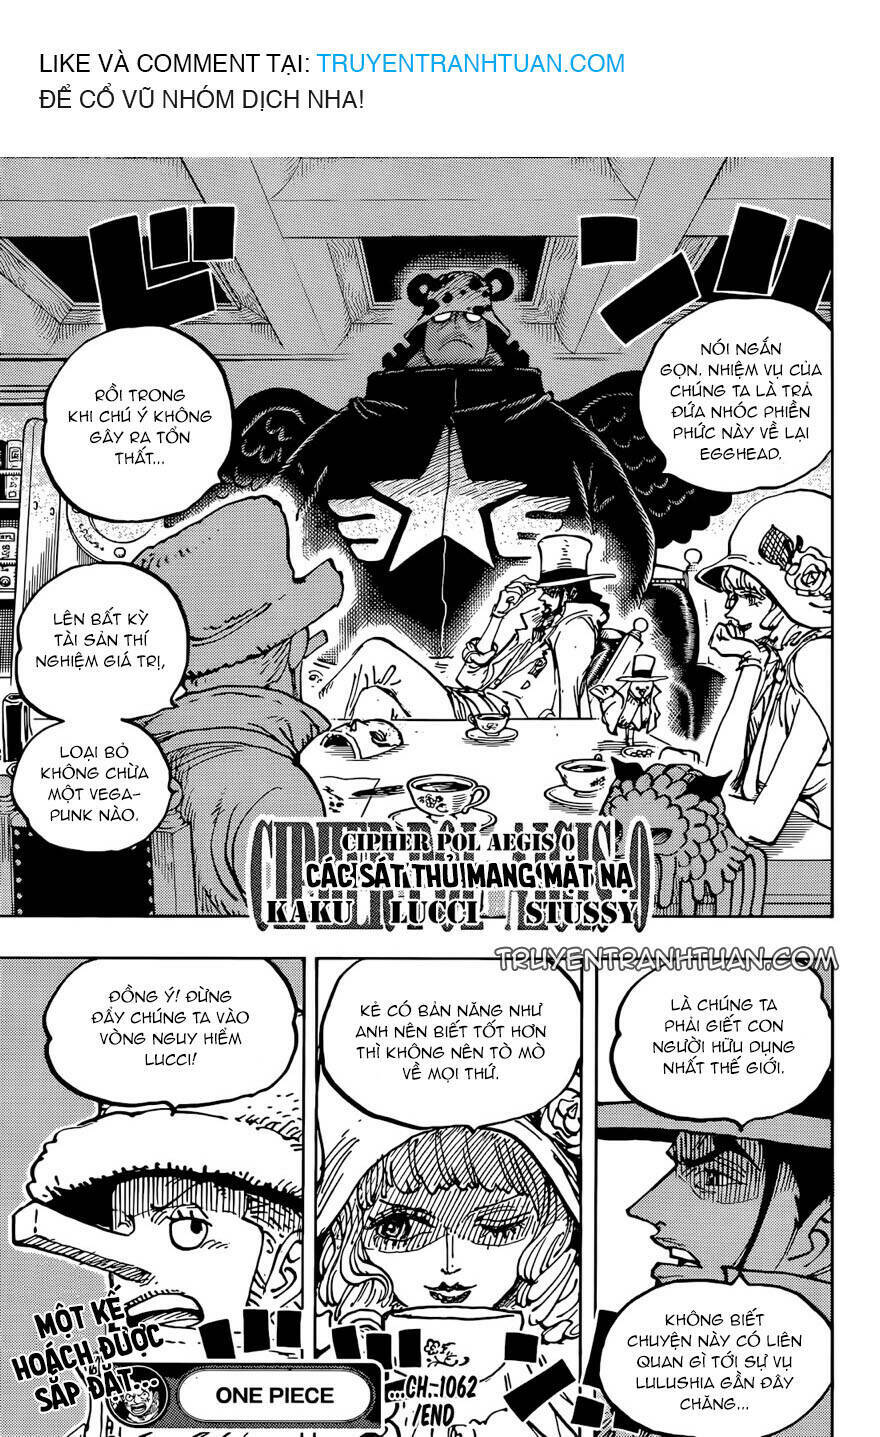 LIKE VÀ COMMENT TẠI: TRUYENTRANHTUAN.COM
ĐỂ CỔ VŨ NHÓM DỊCH NHA!
NÓI NGẮN
GỌN, NHIỆM VỤ CỦA
CHÚNG TA LÀ TRẢ
ĐỨA NHÓC PHIỀN
PHỨC NÀY VỀ LẠI
EGGHEAD.
RỒI TRONG
KHI CHÚ Ý KHÔNG
GÂY RA TỔN
THẤT...
LÊN BẤT KỲ
TÀI SẢN THÍ
NGHIỆM GIÁ TRỊ,
LOẠI BỎ
KHÔNG CHỪA
MỘT VEGA-
PUNK NÀO.
CIPHER POL AEGIS 0
CÁC SÁT THỦ MANG MẶT NẠ
KAKU LUCCI STUSSY
TRUYENTRANHTUAN.COM
LÀ CHÚNG TA
PHẢI GIẾT CON
NGƯỜI HỮU DỤNG
NHẤT THẾ GIỚI.
KHÔNG BIẾT
CHUYỆN NÀY CÓ LIÊN
QUAN GÌ TỚI SỰ VỤ
LULUSHIA GẦN ĐÂY
CHĂNG...
KẺ CÓ BẢN NĂNG NHƯ
ANH NÊN BIẾT TỐT HƠN
THÌ KHÔNG NÊN TÒ MÒ
VỀ MỌI THỨ.
ĐỒNG Ý! ĐỪNG
ĐẨY CHÚNG TA VÀO
VÒNG NGUY HIỂM
LUCCI!
MỘT KẾ
HOẠCH ĐƯỢC
SẮP ĐẶT...
ONE PIECE
...CH.1062
/END